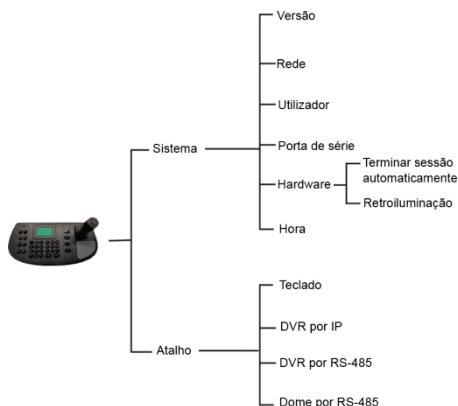 Versão
Rede
Utilizador
Sistema
Porta de série
Hardware
Terminar sessão
automaticamente
Retroiluminação
Hora
Teclado
DVR por IP
Atalho
DVR por RS-485
Dome por RS-485